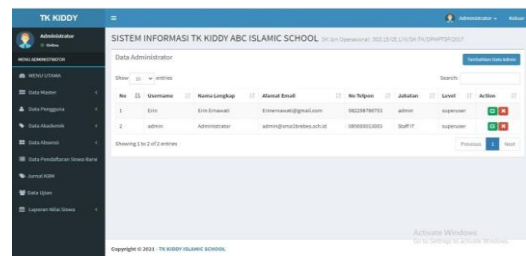 TK KIDDY
Administrator
Keluar
Administrator
Online
SISTEM INFORMASI TK KIDDY ABC ISLAMIC SCHOOL
MENU ADMINISTRATOR
MENU UTAMA
Data Master
Data Pengguna
Data Akademik
Data Absensi
Data Pendaftaran Siswa Baru
Jurnal KBM
Data Ujian
Laporan Nilai Siswa
Data Administrator
Tambahkan Data Admin
Show 10 entries
Search:
No Username Nama Lengkap Alamat Email No Telpon Jabatan Level Action
1 Erin Erin Ernawati Erinernawati@gmail.com admin superuser
2 admin Administrator Staff IT superuser
Showing 1 to 2 of 2 entries
Previous 1 Next
Activate Windows
Go to Settings to activate Windows.
Copyright © 2021 - TK KIDDY ISLAMIC SCHOOL